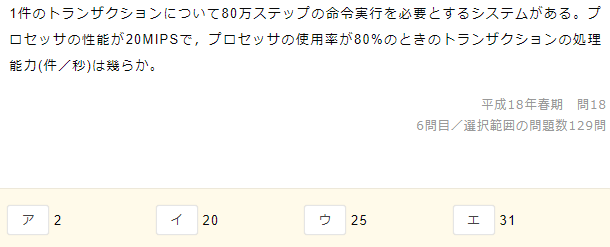 1件のトランザクションについて80万ステップの命令実行を必要とするシステムがある。プ
ロセッサの性能が20MIPSで，プロセッサの使用率が80%のときのトランザクションの処理
能力(件／秒)は幾らか。
平成18年春期　問18
6問目／選択範囲の問題数129問
ア 2 イ 20 ウ 25 エ 31